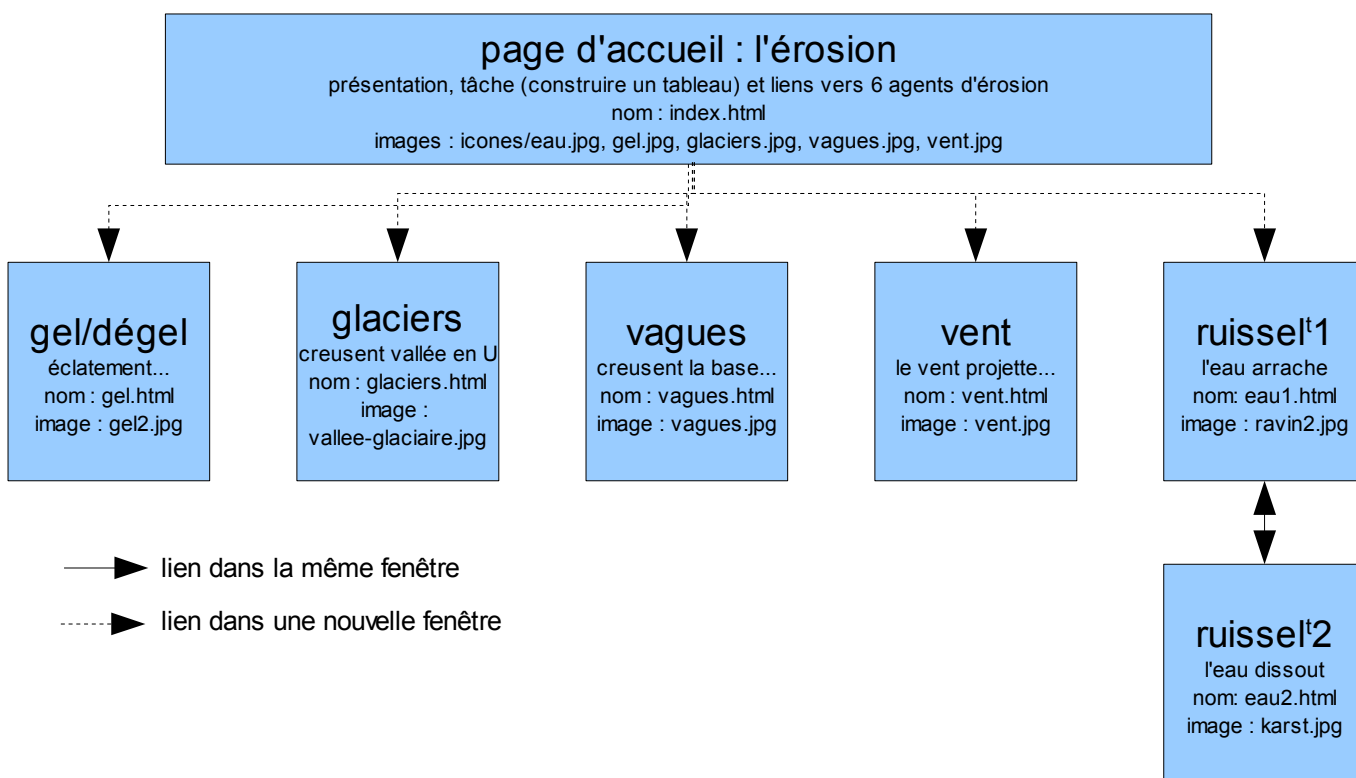 page d'accueil : l'érosion
présentation, tâche (construire un tableau) et liens vers 6 agents d'érosion
nom : index.html
images : icones/eau.jpg, gel.jpg, glaciers.jpg, vagues.jpg, vent.jpg
gel/dégel
éclatement...
nom : gel.html
image : gel2.jpg
glaciers
creusent vallée en U
nom : glaciers.html
image :
vallee-glaciaire.jpg
vagues
creusent la base...
nom : vagues.html
image : vagues.jpg
vent
le vent projette...
nom : vent.html
image : vent.jpg
ruisselᵗ1
l'eau arrache
nom: eau1.html
image : ravin2.jpg
lien dans la même fenêtre
lien dans une nouvelle fenêtre
ruisselᵗ2
l'eau dissout
nom: eau2.html
image : karst.jpg